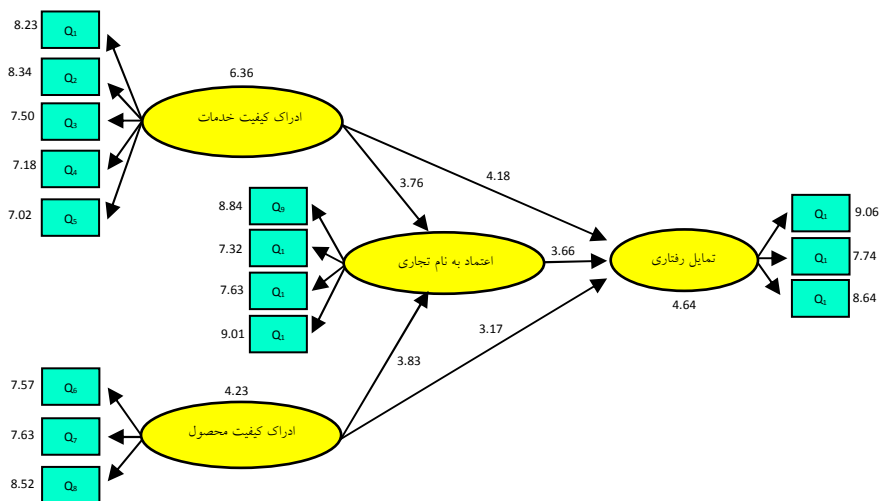 8.23 Q₁
8.34 Q₂
7.50 Q₃
7.18 Q₄
7.02 Q₅
6.36
ادراک کیفیت خدمات
4.18
3.76
8.84 Q₉
7.32 Q₁
7.63 Q₁
9.01 Q₁
اعتماد به نام تجاری
3.66
تمایل رفتاری
4.64
Q₁ 9.06
Q₁ 7.74
Q₁ 8.64
3.17
3.83
4.23
ادراک کیفیت محصول
7.57 Q₆
7.63 Q₇
8.52 Q₈